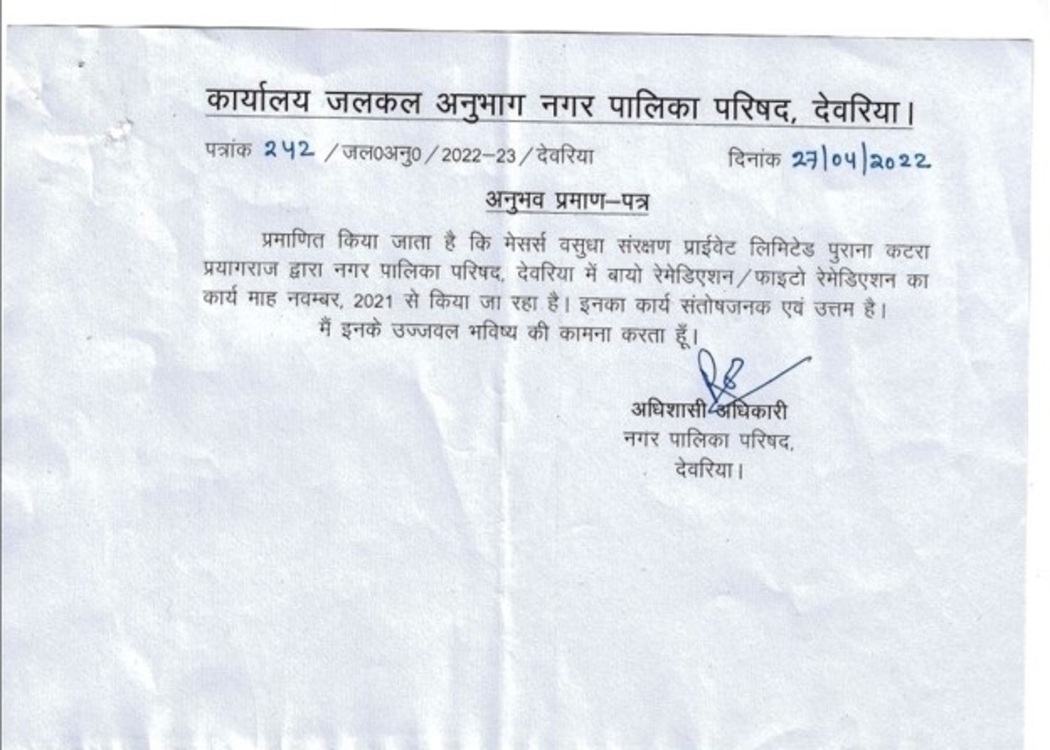 कार्यालय जलकल अनुभाग नगर पालिका परिषद, देवरिया।
पत्रांक 242 /जल0अनु0/2022–23/देवरिया दिनांक 27/04/2022
अनुभव प्रमाण–पत्र
प्रमाणित किया जाता है कि मेसर्स वसुधा संरक्षण प्राईवेट लिमिटेड पुराना कटरा
प्रयागराज द्वारा नगर पालिका परिषद, देवरिया में बायो रेमेडिएशन/फाइटो रेमेडिएशन का
कार्य माह नवम्बर, 2021 से किया जा रहा है। इनका कार्य संतोषजनक एवं उत्तम है।
मैं इनके उज्जवल भविष्य की कामना करता हूँ।
अधिशासी अधिकारी
नगर पालिका परिषद,
देवरिया।